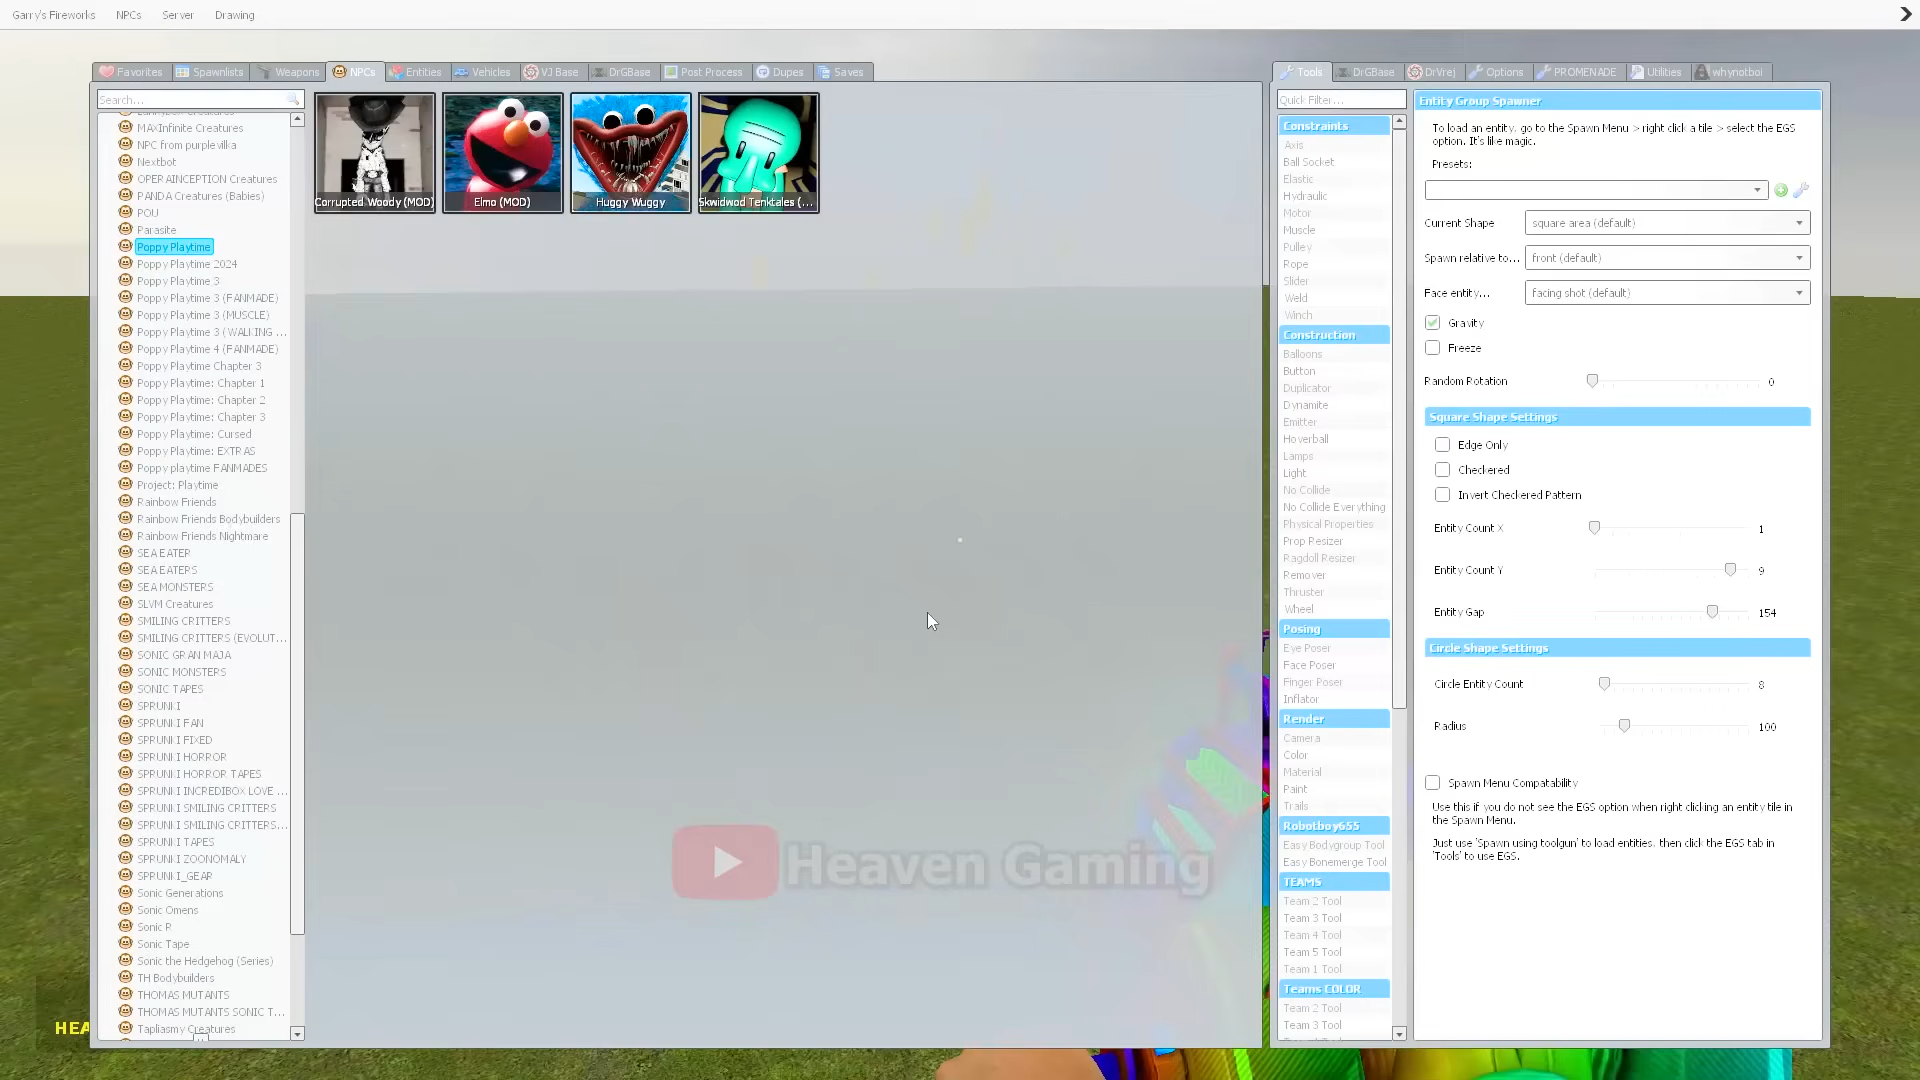 Garry's Fireworks NPCs Server Drawing
Favorites Spawnlists Weapons NPCs Entities Vehicles VJ Base DrGBase Post Process Dupes Saves
Search...
MAXInfinite Creatures
NPC from purplevilka
Nextbot
OPERAINCEPTION Creatures
PANDA Creatures (Babies)
POU
Parasite
Poppy Playtime
Poppy Playtime 2024
Poppy Playtime 3
Poppy Playtime 3 (FANMADE)
Poppy Playtime 3 (MUSCLE)
Poppy Playtime 3 (WALKING ...
Poppy Playtime 4 (FANMADE)
Poppy Playtime Chapter 3
Poppy Playtime: Chapter 1
Poppy Playtime: Chapter 2
Poppy Playtime: Chapter 3
Poppy Playtime: Cursed
Poppy Playtime: EXTRAS
Poppy playtime FANMADES
Project: Playtime
Rainbow Friends
Rainbow Friends Bodybuilders
Rainbow Friends Nightmare
SEA EATER
SEA EATERS
SEA MONSTERS
SLVM Creatures
SMILING CRITTERS
SMILING CRITTERS (EVOLUT...
SONIC GRAN MAJA
SONIC MONSTERS
SONIC TAPES
SPRUNKI
SPRUNKI FAN
SPRUNKI FIXED
SPRUNKI HORROR
SPRUNKI HORROR TAPES
SPRUNKI INCREDIBOX LOVE ...
SPRUNKI SMILING CRITTERS
SPRUNKI SMILING CRITTERS...
SPRUNKI TAPES
SPRUNKI ZOONOMALY
SPRUNKI_GEAR
Sonic Generations
Sonic Omens
Sonic R
Sonic Tape
Sonic the Hedgehog (Series)
TH Bodybuilders
THOMAS MUTANTS
THOMAS MUTANTS SONIC T...
Tapliasmy Creatures
Corrupted Woody (MOD)
Elmo (MOD)
Huggy Wuggy
Skwidwod Tenktales (...
Heaven Gaming
HEA
Tools DrGBase DrVrej Options PROMENADE Utilities whynotboi
Quick Filter...
Constraints
Axis
Ball Socket
Elastic
Hydraulic
Motor
Muscle
Pulley
Rope
Slider
Weld
Winch
Construction
Balloons
Button
Duplicator
Dynamite
Emitter
Hoverball
Lamps
Light
No Collide
No Collide Everything
Physical Properties
Prop Resizer
Ragdoll Resizer
Remover
Thruster
Wheel
Posing
Eye Poser
Face Poser
Finger Poser
Inflator
Render
Camera
Color
Material
Paint
Trails
Robotboy655
Easy Bodygroup Tool
Easy Bonemerge Tool
TEAMS
Team 2 Tool
Team 3 Tool
Team 4 Tool
Team 5 Tool
Team 1 Tool
Teams COLOR
Team 2 Tool
Team 3 Tool
Entity Group Spawner
To load an entity, go to the Spawn Menu > right click a tile > select the EGS
option. It's like magic.
Presets:
Current Shape square area (default)
Spawn relative to... front (default)
Face entity... facing shot (default)
Gravity
Freeze
Random Rotation 0
Square Shape Settings
Edge Only
Checkered
Invert Checkered Pattern
Entity Count X 1
Entity Count Y 9
Entity Gap 154
Circle Shape Settings
Circle Entity Count 8
Radius 100
Spawn Menu Compatability
Use this if you do not see the EGS option when right clicking an entity tile in
the Spawn Menu.
Just use 'Spawn using toolgun' to load entities, then click the EGS tab in
'Tools' to use EGS.